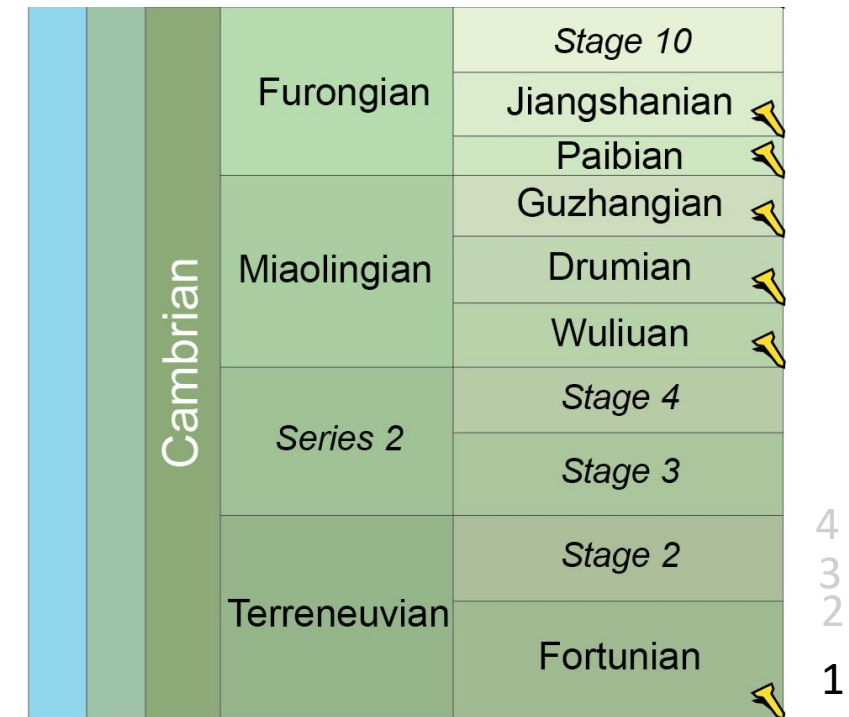 Cambrian
Furongian
Stage 10
Jiangshanian
Paibian
Miaolingian
Guzhangian
Drumian
Wuliuan
Series 2
Stage 4
Stage 3
Terreneuvian
Stage 2
Fortunian
4
3
2
1